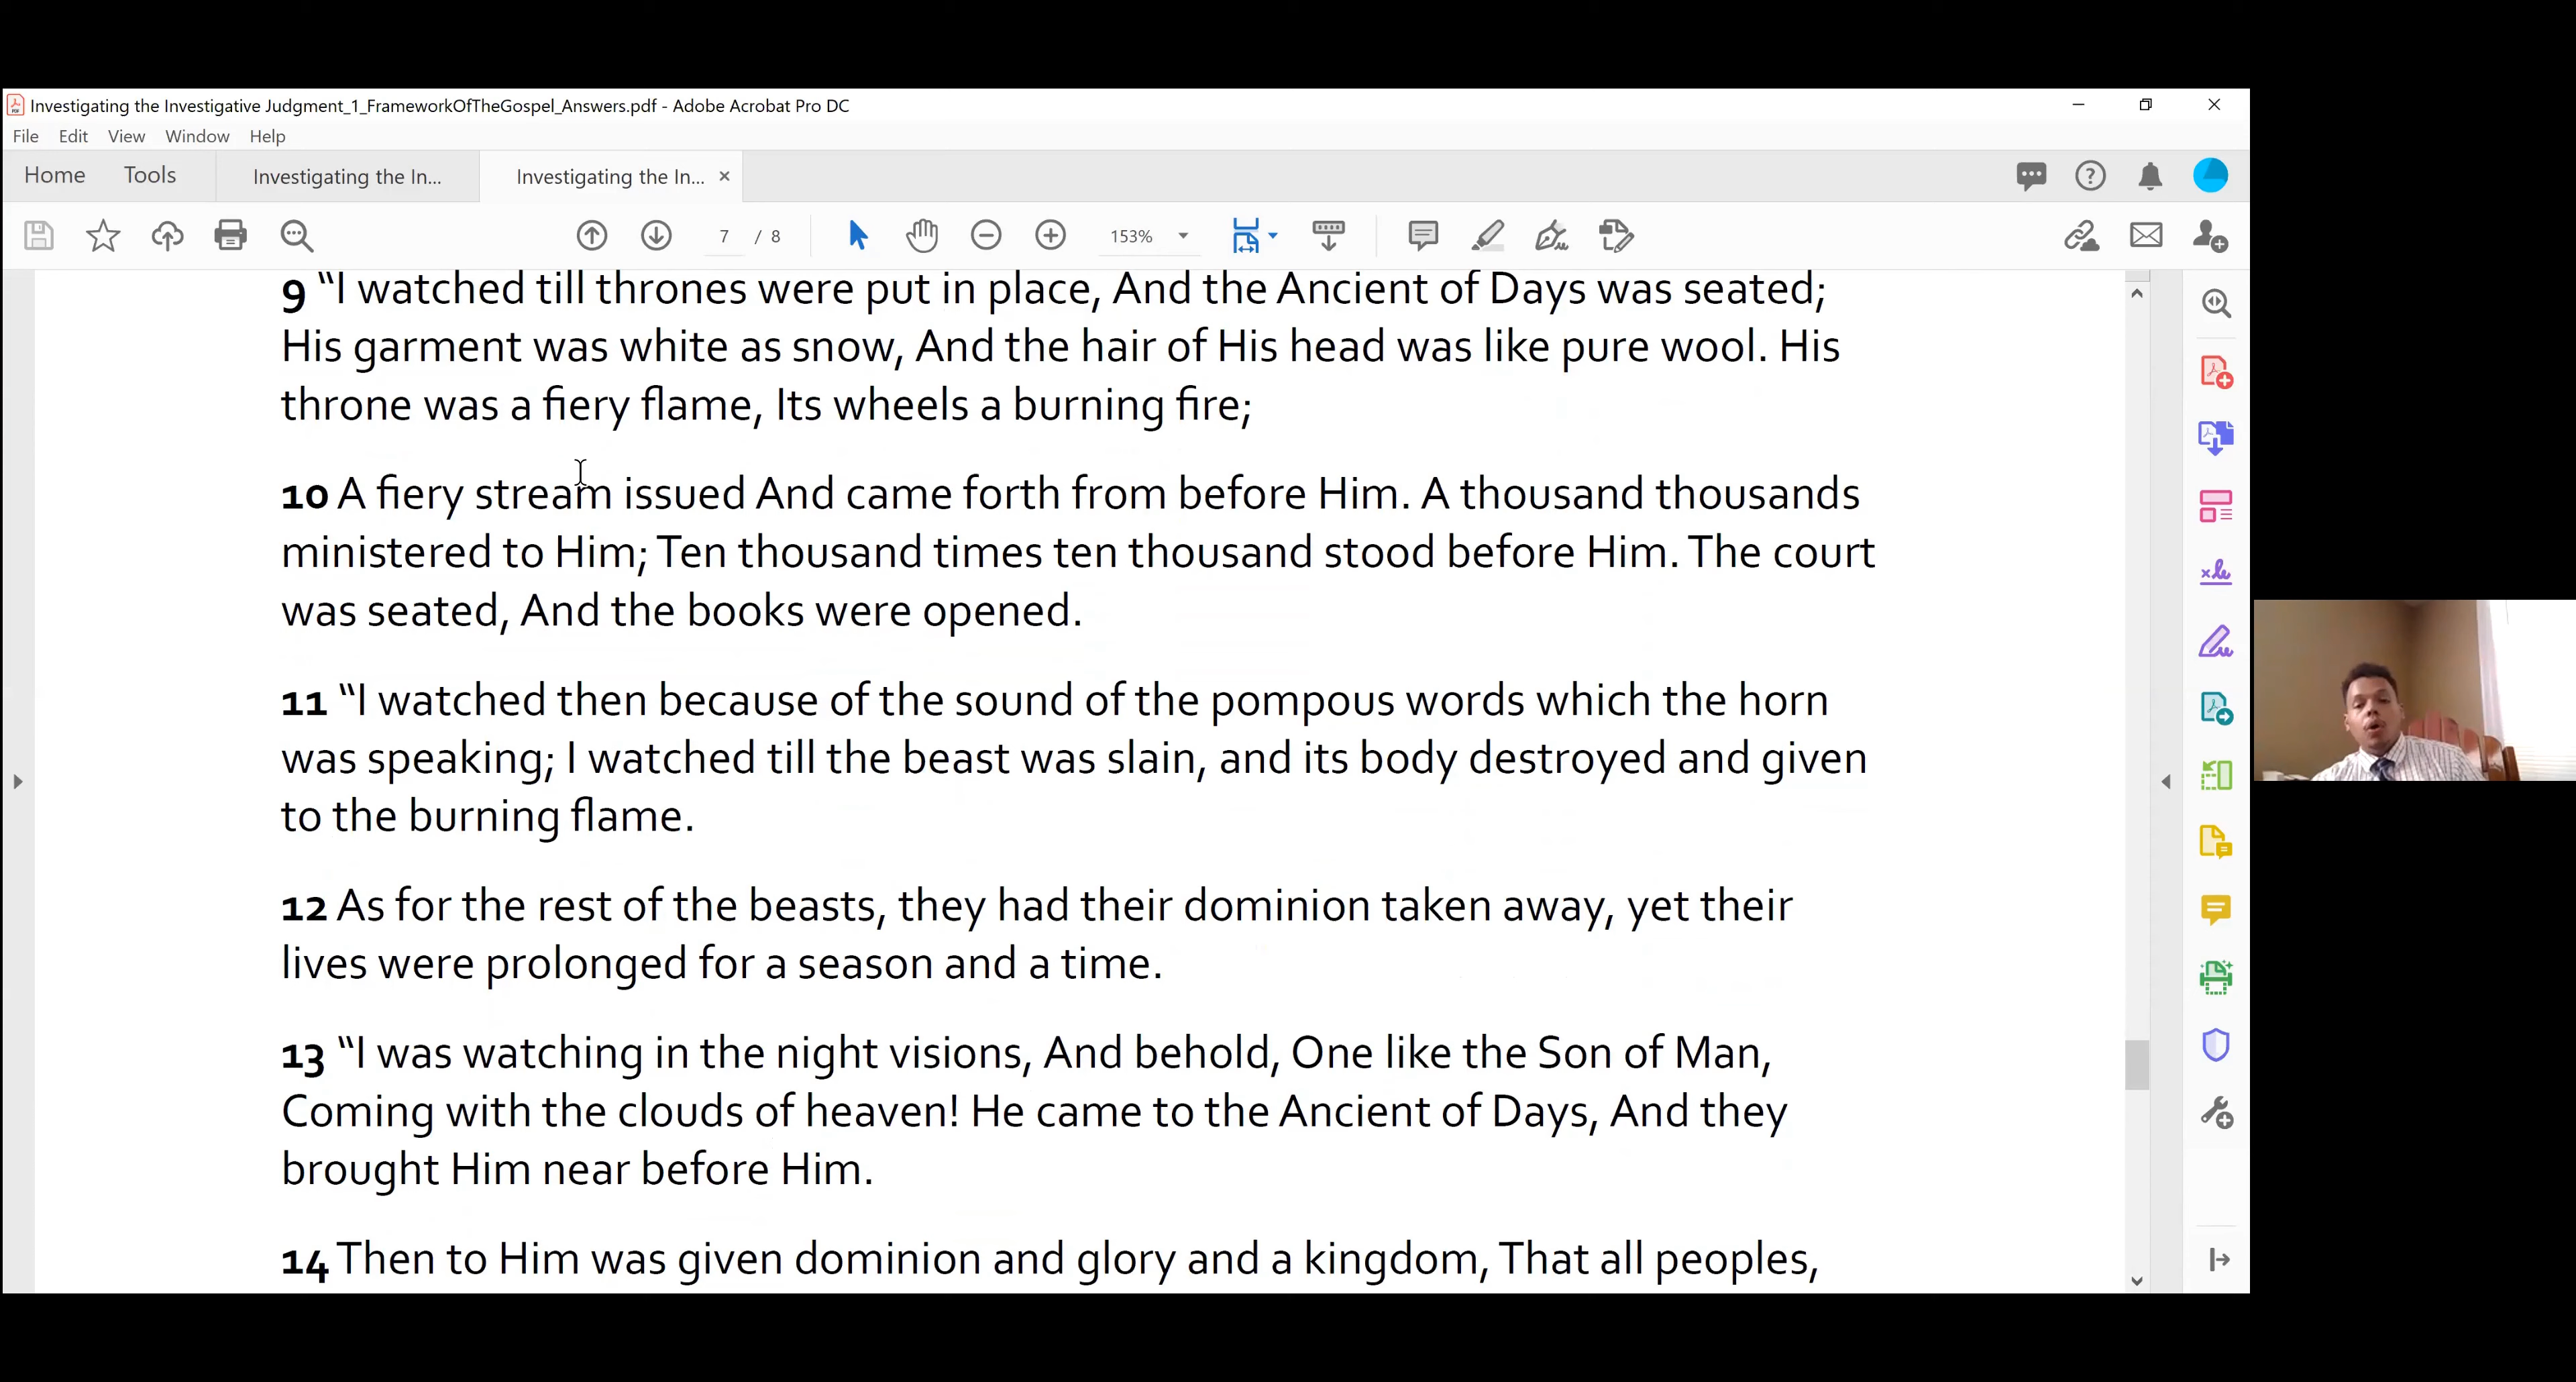 Investigating the Investigative Judgment_1_FrameworkOfTheGospel_Answers.pdf - Adobe Acrobat Pro DC
File Edit View Window Help
Home Tools Investigating the In... Investigating the In...
7 / 8 153%
9 “I watched till thrones were put in place, And the Ancient of Days was seated;
His garment was white as snow, And the hair of His head was like pure wool. His
throne was a fiery flame, Its wheels a burning fire;
10 A fiery stream issued And came forth from before Him. A thousand thousands
ministered to Him; Ten thousand times ten thousand stood before Him. The court
was seated, And the books were opened.
11 “I watched then because of the sound of the pompous words which the horn
was speaking; I watched till the beast was slain, and its body destroyed and given
to the burning flame.
12 As for the rest of the beasts, they had their dominion taken away, yet their
lives were prolonged for a season and a time.
13 “I was watching in the night visions, And behold, One like the Son of Man,
Coming with the clouds of heaven! He came to the Ancient of Days, And they
brought Him near before Him.
14 Then to Him was given dominion and glory and a kingdom, That all peoples,